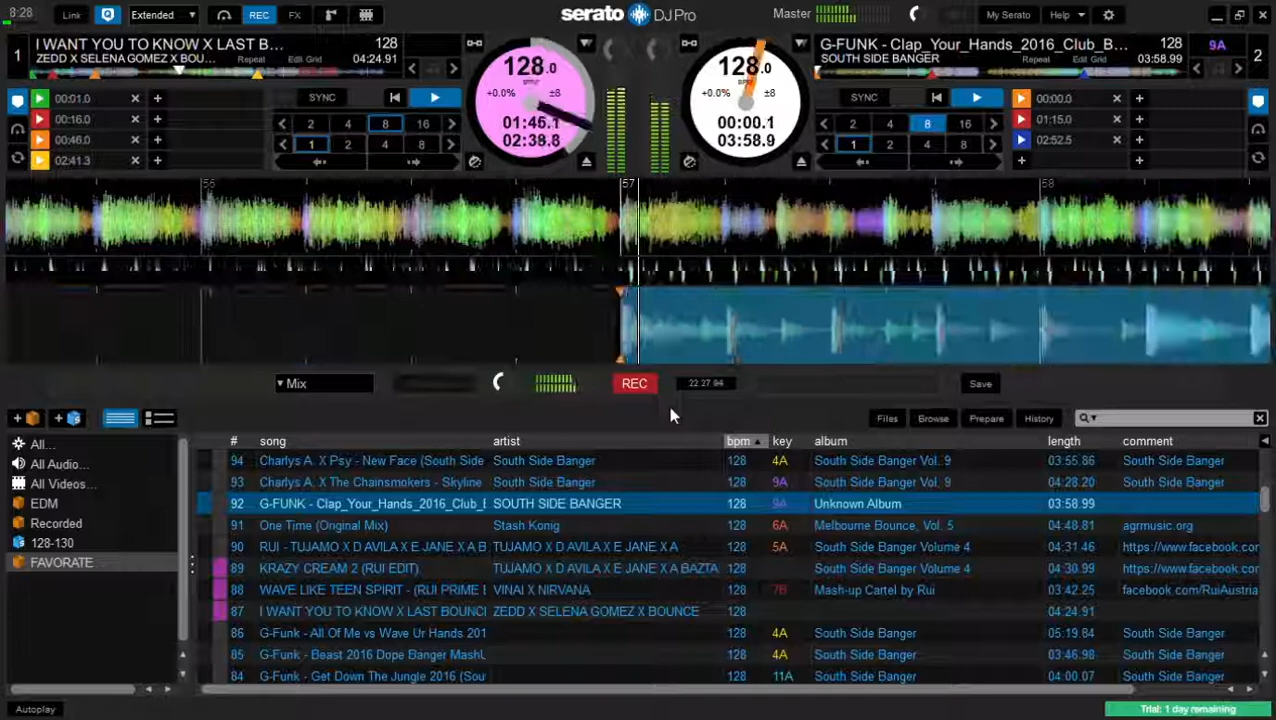 8:28 Link Extended REC FX serato DJ Pro Master My Serato Help
1 I WANT YOU TO KNOW X LAST B... 128
ZEDD X SELENA GOMEZ X BOU... 04:24.91
Repeat Edit Grid
G-FUNK - Clap_Your_Hands_2016_Club_B... 128 9A 2
SOUTH SIDE BANGER 03:58.99
Repeat Edit Grid
00:01.0
00:16.0
00:46.0
02:41.3
SYNC
2 4 8 16
1 2 4 8
128.0
BPM
+0.0% ±8
01:45.1
02:39.8
128.0
BPM
+0.0% ±8
00:00.1
03:58.9
SYNC
2 4 8 16
1 2 4 8
00:00.0
01:15.0
02:52.5
56 57 58
Mix REC 22:27.94 Save
Files Browse Prepare History
All...
All Audio...
All Videos...
EDM
Recorded
128-130
FAVORATE
# song artist bpm key album length comment
94 Charlys A. X Psy - New Face (South Side South Side Banger 128 4A South Side Banger Vol. 9 03:55.86 South Side Banger
93 Charlys A. X The Chainsmokers - Skyline South Side Banger 128 9A South Side Banger Vol. 9 04:28.20 South Side Banger
92 G-FUNK - Clap_Your_Hands_2016_Club_E SOUTH SIDE BANGER 128 9A Unknown Album 03:58.99
91 One Time (Original Mix) Stash Konig 128 6A Melbourne Bounce, Vol. 5 04:48.81 agrmusic.org
90 RUI - TUJAMO X D AVILA X E JANE X A B TUJAMO X D AVILA X E JANE X A 128 5A South Side Banger Volume 4 04:31.46 https://www.facebook.cor
89 KRAZY CREAM 2 (RUI EDIT) TUJAMO X D AVILA X E JANE X A BAZTA 128 South Side Banger Volume 4 04:30.99 https://www.facebook.cor
88 WAVE LIKE TEEN SPIRIT - (RUI PRIME E VINAI X NIRVANA 128 7B Mash-up Cartel by Rui 03:42.25 facebook.com/RuiAustria
87 I WANT YOU TO KNOW X LAST BOUNCI ZEDD X SELENA GOMEZ X BOUNCE 128 04:24.91
86 G-Funk - All Of Me vs Wave Ur Hands 201 128 4A South Side Banger 05:19.84 South Side Banger
85 G-Funk - Beast 2016 Dope Banger MashU 128 4A South Side Banger 03:46.98 South Side Banger
84 G-Funk - Get Down The Jungle 2016 (Sou 128 11A South Side Banger 04:00.07 South Side Banger
Autoplay Trial: 1 day remaining